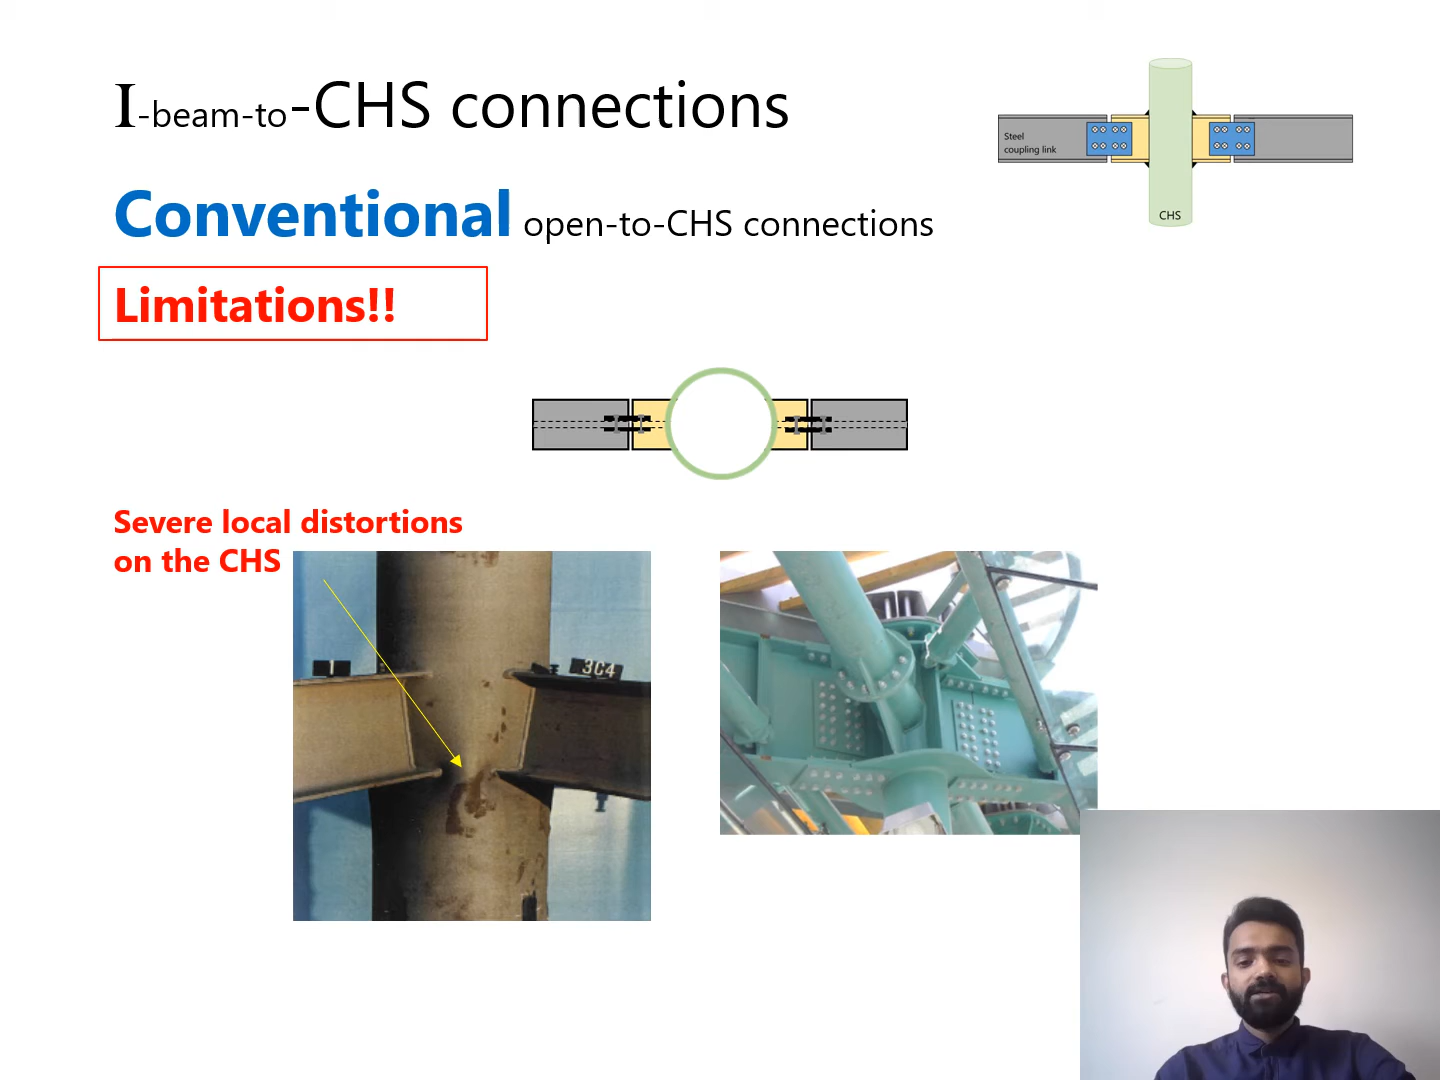 I-beam-to-CHS connections
Conventional open-to-CHS connections
Limitations!!
Steel
coupling link
CHS
Severe local distortions
on the CHS
1
3C4